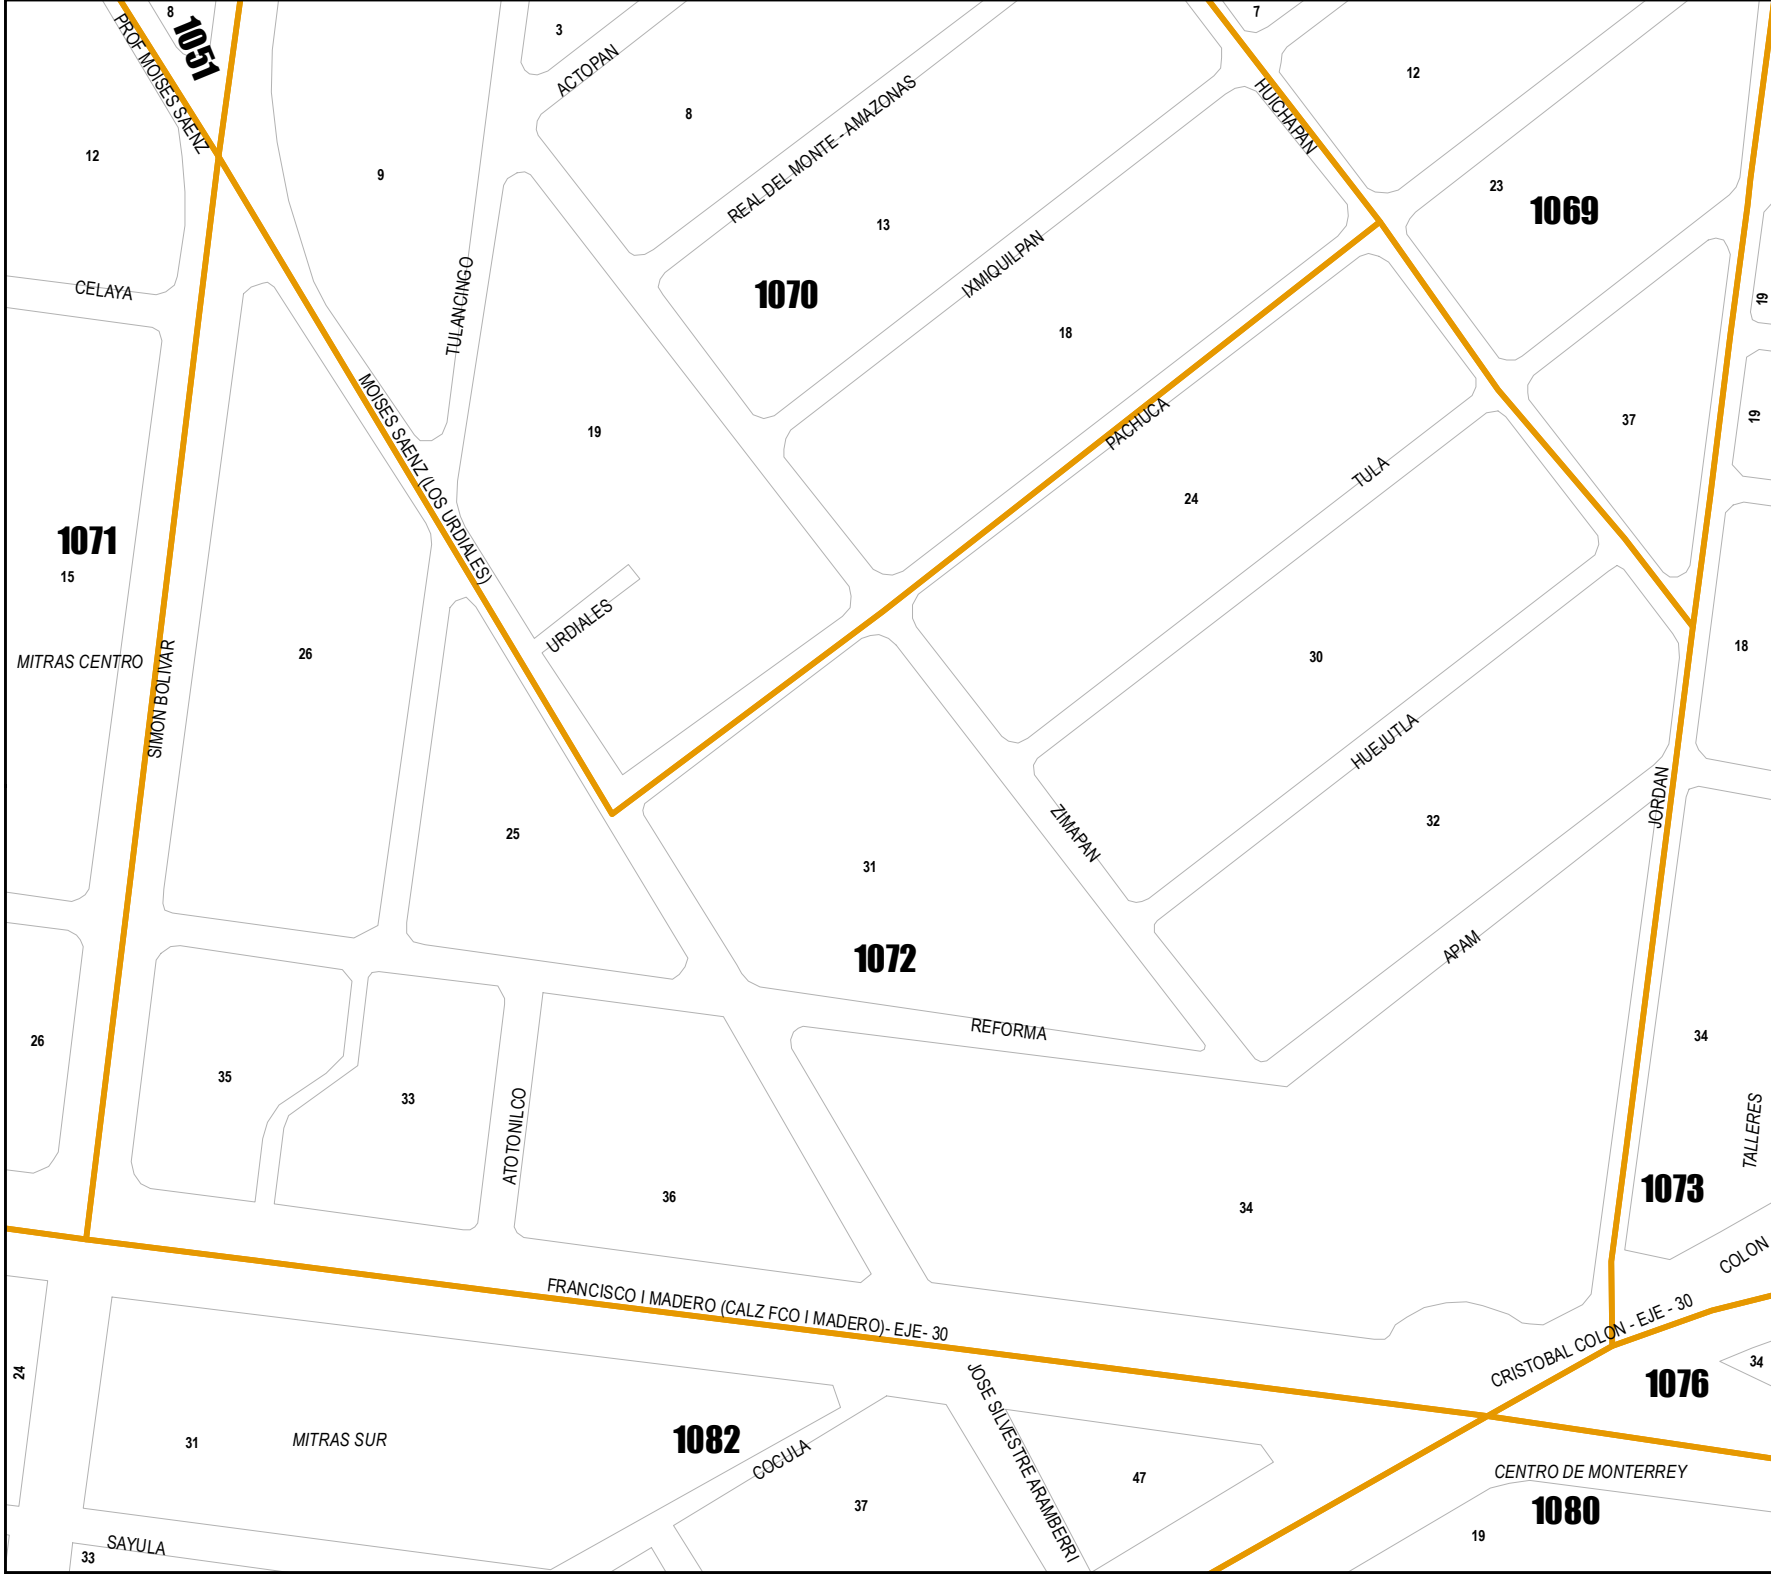 8
1051
3
7
PROF MOISES SAENZ
ACTOPAN
12
HUICHAPAN
8
REAL DEL MONTE - AMAZONAS
12
9
23
1069
13
IXMIQUILPAN
CELAYA
TULANCINGO
1070
19
18
MOISES SAENZ (LOS URDIALES)
19
PACHUCA
37
19
TULA
24
1071
15
URDIALES
MITRAS CENTRO
SIMON BOLIVAR
26
30
18
HUEJUTLA
JORDAN
25
ZIMAPAN
32
31
1072
APAM
REFORMA
26
34
35
33
ATOTONILCO
TALLERES
36
34
1073
COLON
FRANCISCO I MADERO (CALZ FCO I MADERO)- EJE- 30
CRISTOBAL COLON - EJE - 30
24
34
1076
JOSE SILVESTRE ARAMBERRI
31
MITRAS SUR
1082
COCULA
47
CENTRO DE MONTERREY
37
1080
19
SAYULA
33